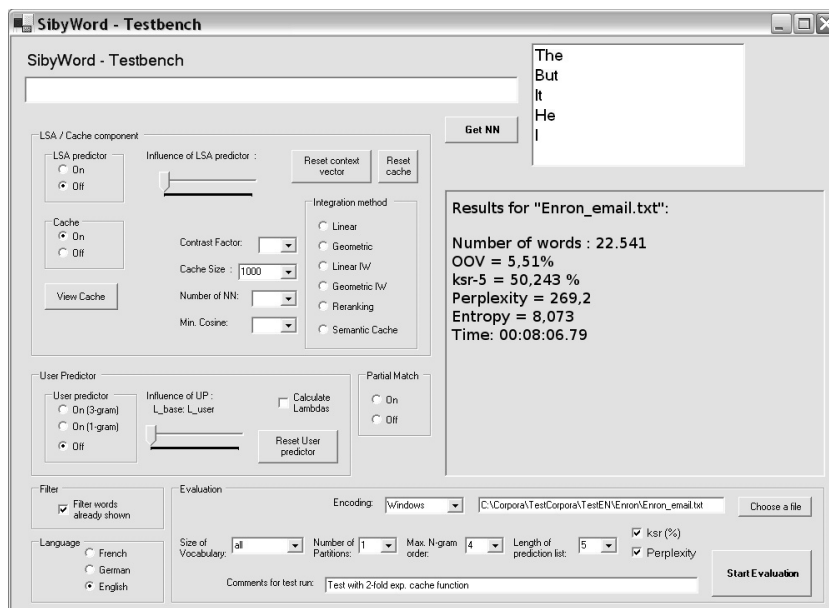 SibyWord - Testbench
SibyWord - Testbench
The
But
It
He
I
Get NN
LSA / Cache component
LSA predictor
On
Off
Influence of LSA predictor :
Reset context vector
Reset cache
Cache
On
Off
View Cache
Contrast Factor:
Cache Size : 1000
Number of NN:
Min. Cosine:
Integration method
Linear
Geometric
Linear IW
Geometric IW
Reranking
Semantic Cache
Results for "Enron_email.txt":
Number of words : 22.541
OOV = 5,51%
ksr-5 = 50,243 %
Perplexity = 269,2
Entropy = 8,073
Time: 00:08:06.79
User Predictor
User predictor
On (3-gram)
On (1-gram)
Off
Influence of UP :
L_base: L_user
Calculate
Lambdas
Reset User
predictor
Partial Match
On
Off
Filter
Filter words
already shown
Language
French
German
English
Evaluation
Encoding: Windows C:\Corpora\TestCorpora\TestEN\Enron\Enron_email.txt Choose a file
Size of
Vocabulary: all
Number of
Partitions: 1
Max. N-gram
order: 4
Length of
prediction list: 5
ksr (%)
Perplexity
Comments for test run: Test with 2-fold exp. cache function
Start Evaluation